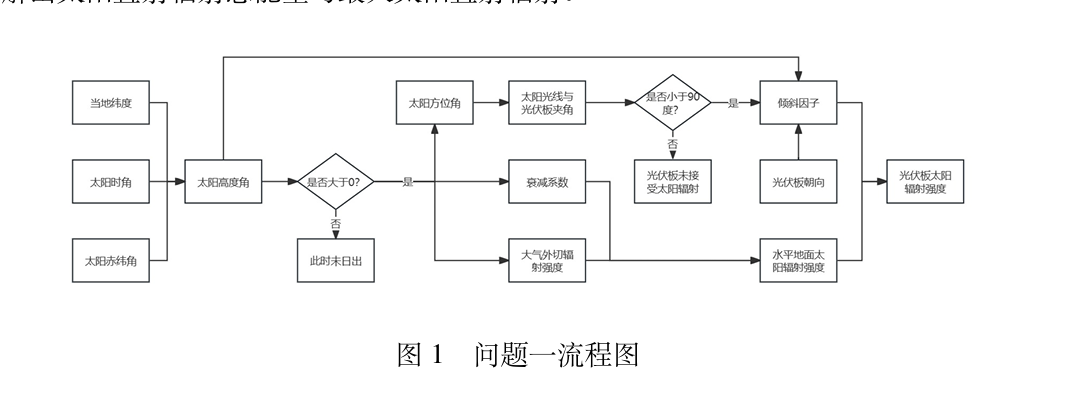 当地纬度
太阳时角
太阳赤纬角
太阳高度角
是否大于0?
是
否
此时未日出
太阳方位角
太阳光线与
光伏板夹角
衰减系数
大气外切辐
射强度
是否小于90
度?
是
否
光伏板未接
受太阳辐射
倾斜因子
光伏板朝向
水平地面太
阳辐射强度
光伏板太阳
辐射强度
图 1 问题一流程图